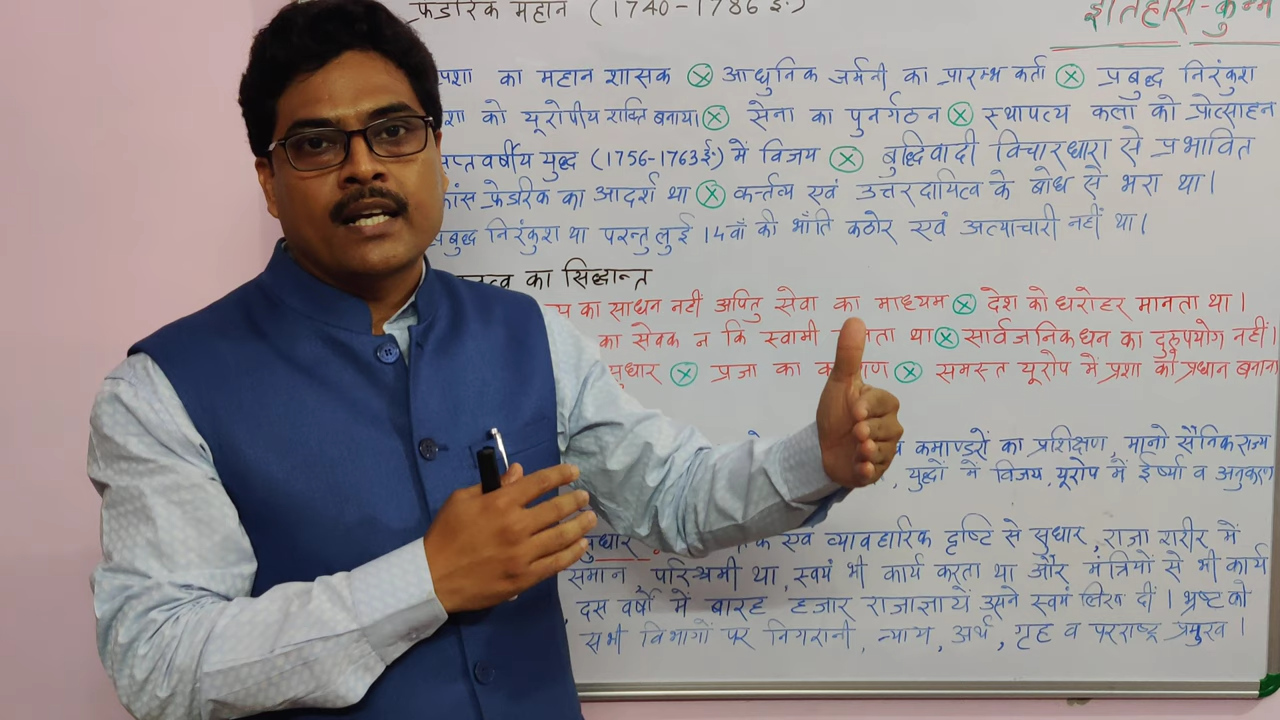 फ्रेडरिक महान (1740-1786 ई.)
इतिहास-कुम्भ
का महान शासक ⊗ आधुनिक जर्मनी का प्रारम्भ कर्ता ⊗ प्रबुद्ध निरंकुश
को यूरोपीय शक्ति बनाया ⊗ सेना का पुनर्गठन ⊗ स्थापत्य कला को प्रोत्साहन
सप्तवर्षीय युद्ध (1756-1763ई.) में विजय ⊗ बुद्धिवादी विचारधारा से प्रभावित
फ्रेडरिक का आदर्श था ⊗ कर्त्तव्य एवं उत्तरदायित्व के बोध से भरा था।
निरंकुश था परन्तु लुई 14वाँ की भाँति कठोर एवं अत्याचारी नहीं था।
का सिद्धान्त
का साधन नहीं अपितु सेवा का माध्यम ⊗ देश को धरोहर मानता था।
का सेवक न कि स्वामी मानता था ⊗ सार्वजनिक धन का दुरूपयोग नहीं।
सुधार ⊗ प्रजा का कल्याण ⊗ समस्त यूरोप में प्रशा को प्रधान बनाना
कमाण्डरों का प्रशिक्षण, मानो सैनिक राज्य
, युद्धों में विजय, यूरोप में ईर्ष्या व अनुकरण
सुधार : एवं व्यावहारिक दृष्टि से सुधार, राजा शरीर में
समान परिश्रमी था, स्वयं भी कार्य करता था और मंत्रियों से भी कार्य
, दस वर्षों में बारह हजार राजाज्ञायें उसने स्वयं लिख दीं। भ्रष्ट को
सभी विभागों पर निगरानी, न्याय, अर्थ, गृह व परराष्ट्र प्रमुख।